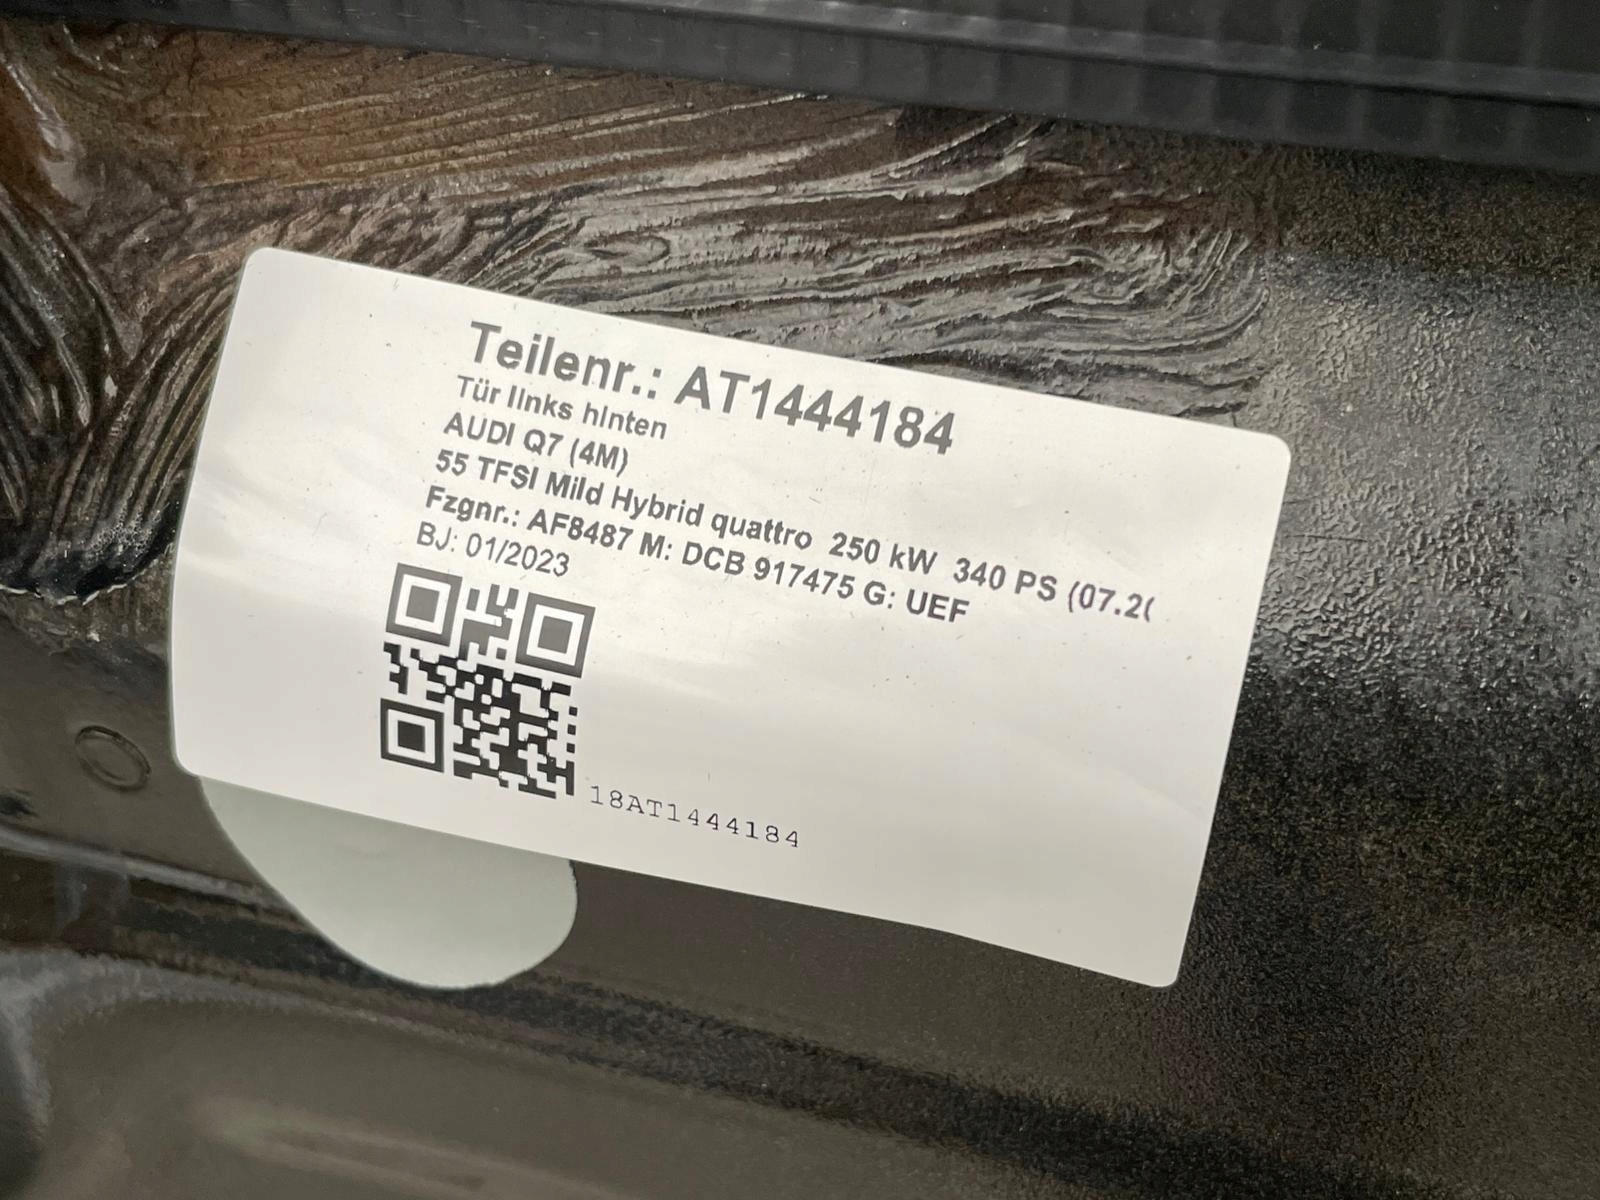 Teilenr.: AT1444184
Tür links hinten
AUDI Q7 (4M)
55 TFSI Mild Hybrid quattro 250 kW 340 PS (07.2
Fzgnr.: AF8487 M: DCB 917475 G: UEF
BJ: 01/2023
18AT1444184